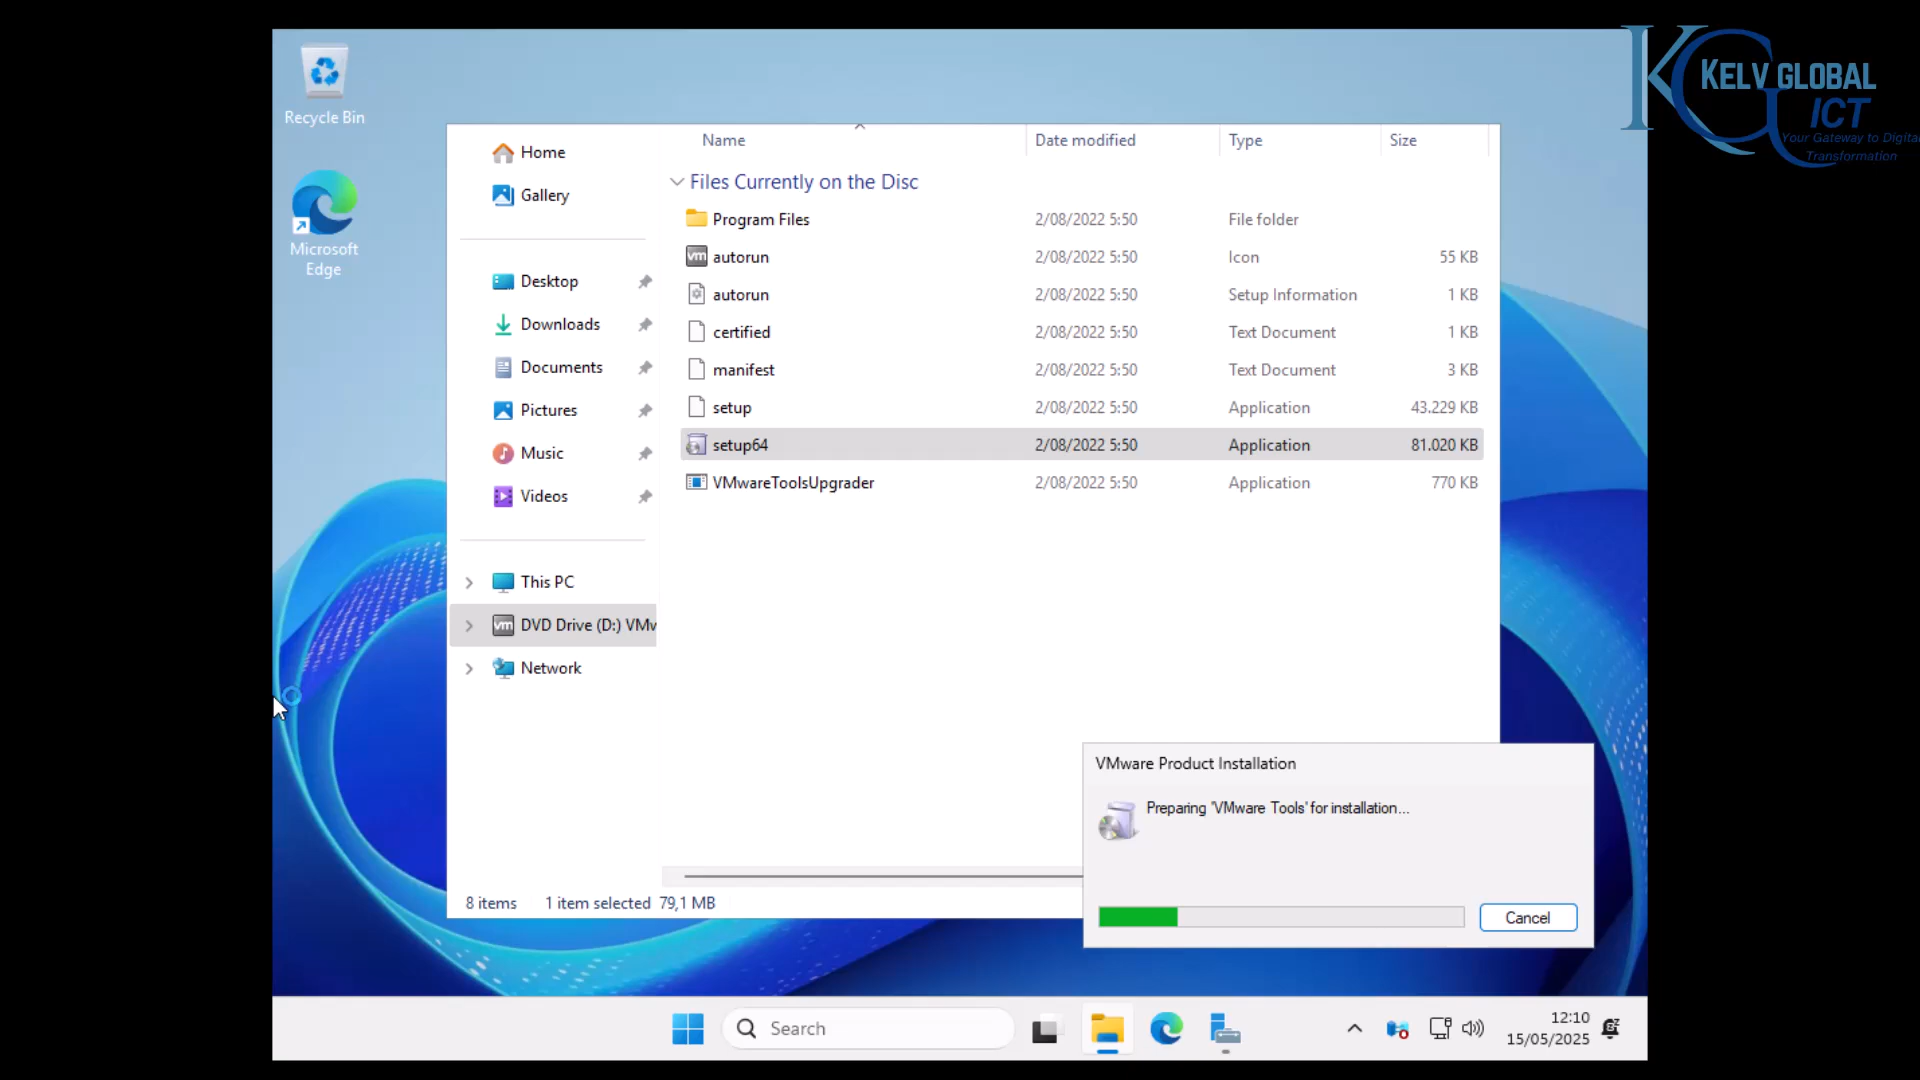 Recycle Bin
Microsoft
Edge
KELV GLOBAL
ICT
Your Gateway to Digital
Transformation
Home
Gallery
Desktop
Downloads
Documents
Pictures
Music
Videos
This PC
DVD Drive (D:) VMw
Network
Name Date modified Type Size
Files Currently on the Disc
Program Files 2/08/2022 5:50 File folder
autorun 2/08/2022 5:50 Icon 55 KB
autorun 2/08/2022 5:50 Setup Information 1 KB
certified 2/08/2022 5:50 Text Document 1 KB
manifest 2/08/2022 5:50 Text Document 3 KB
setup 2/08/2022 5:50 Application 43.229 KB
setup64 2/08/2022 5:50 Application 81.020 KB
VMwareToolsUpgrader 2/08/2022 5:50 Application 770 KB
8 items 1 item selected 79,1 MB
VMware Product Installation
Preparing 'VMware Tools' for installation...
Cancel
Search
12:10
15/05/2025